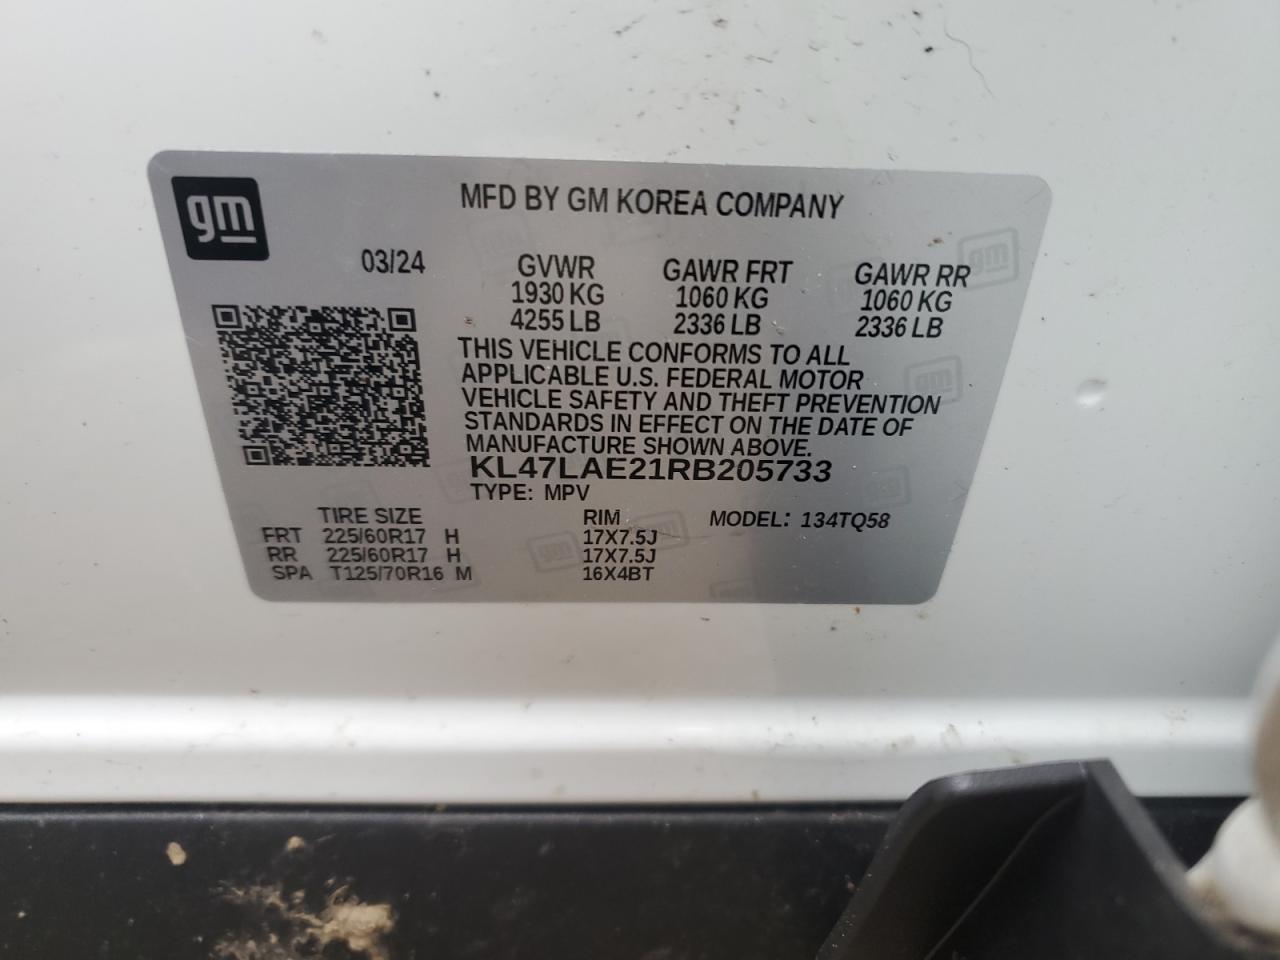 gm
MFD BY GM KOREA COMPANY
03/24
GVWR GAWR FRT GAWR RR
1930 KG 1060 KG 1060 KG
4255 LB 2336 LB 2336 LB
THIS VEHICLE CONFORMS TO ALL
APPLICABLE U.S. FEDERAL MOTOR
VEHICLE SAFETY AND THEFT PREVENTION
STANDARDS IN EFFECT ON THE DATE OF
MANUFACTURE SHOWN ABOVE.
KL47LAE21RB205733
TYPE: MPV
TIRE SIZE RIM MODEL: 134TQ58
FRT 225/60R17 H 17X7.5J
RR 225/60R17 H 17X7.5J
SPA T125/70R16 M 16X4BT
gm
gm
gm